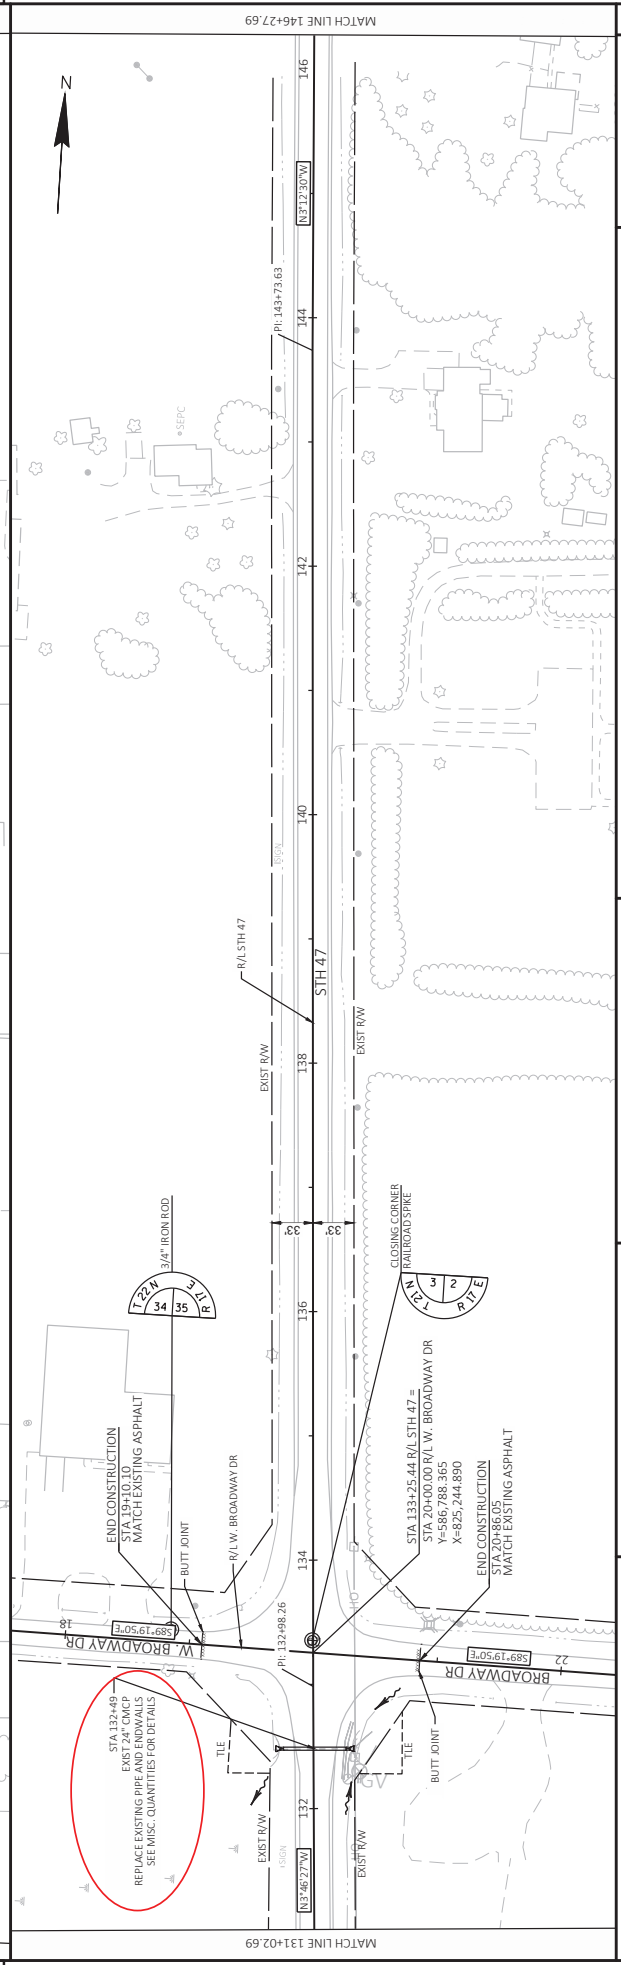 MATCH LINE 146+27.69
N
146
N3°12'30"W
PI: 143+73.63
144
SEPC
142
140
SIGN
R/L STH 47
STH 47
EXIST R/W
EXIST R/W
138
3/4" IRON ROD
T 22 N
34 35
R 17 E
33'
33'
CLOSING CORNER
RAILROAD SPIKE
T 21 N
3 2
R 17 E
136
END CONSTRUCTION
STA 19+10.10
MATCH EXISTING ASPHALT
BUTT JOINT
R/L W. BROADWAY DR
STA 133+25.44 R/L STH 47 =
STA 20+00.00 R/L W. BROADWAY DR
Y=586,788.365
X=825,244.890
END CONSTRUCTION
STA 20+86.05
MATCH EXISTING ASPHALT
134
18
S89°19'50"E
W. BROADWAY DR
PI: 132+98.26
S89°19'50"E
22
BROADWAY DR
STA 132+49
EXIST 24" CMCP
REPLACE EXISTING PIPE AND ENDWALLS
SEE MISC. QUANTITIES FOR DETAILS
TLE
TLE
BUTT JOINT
GV
132
EXIST R/W
EXIST R/W
SIGN
N3°46'27"W
MATCH LINE 131+02.69